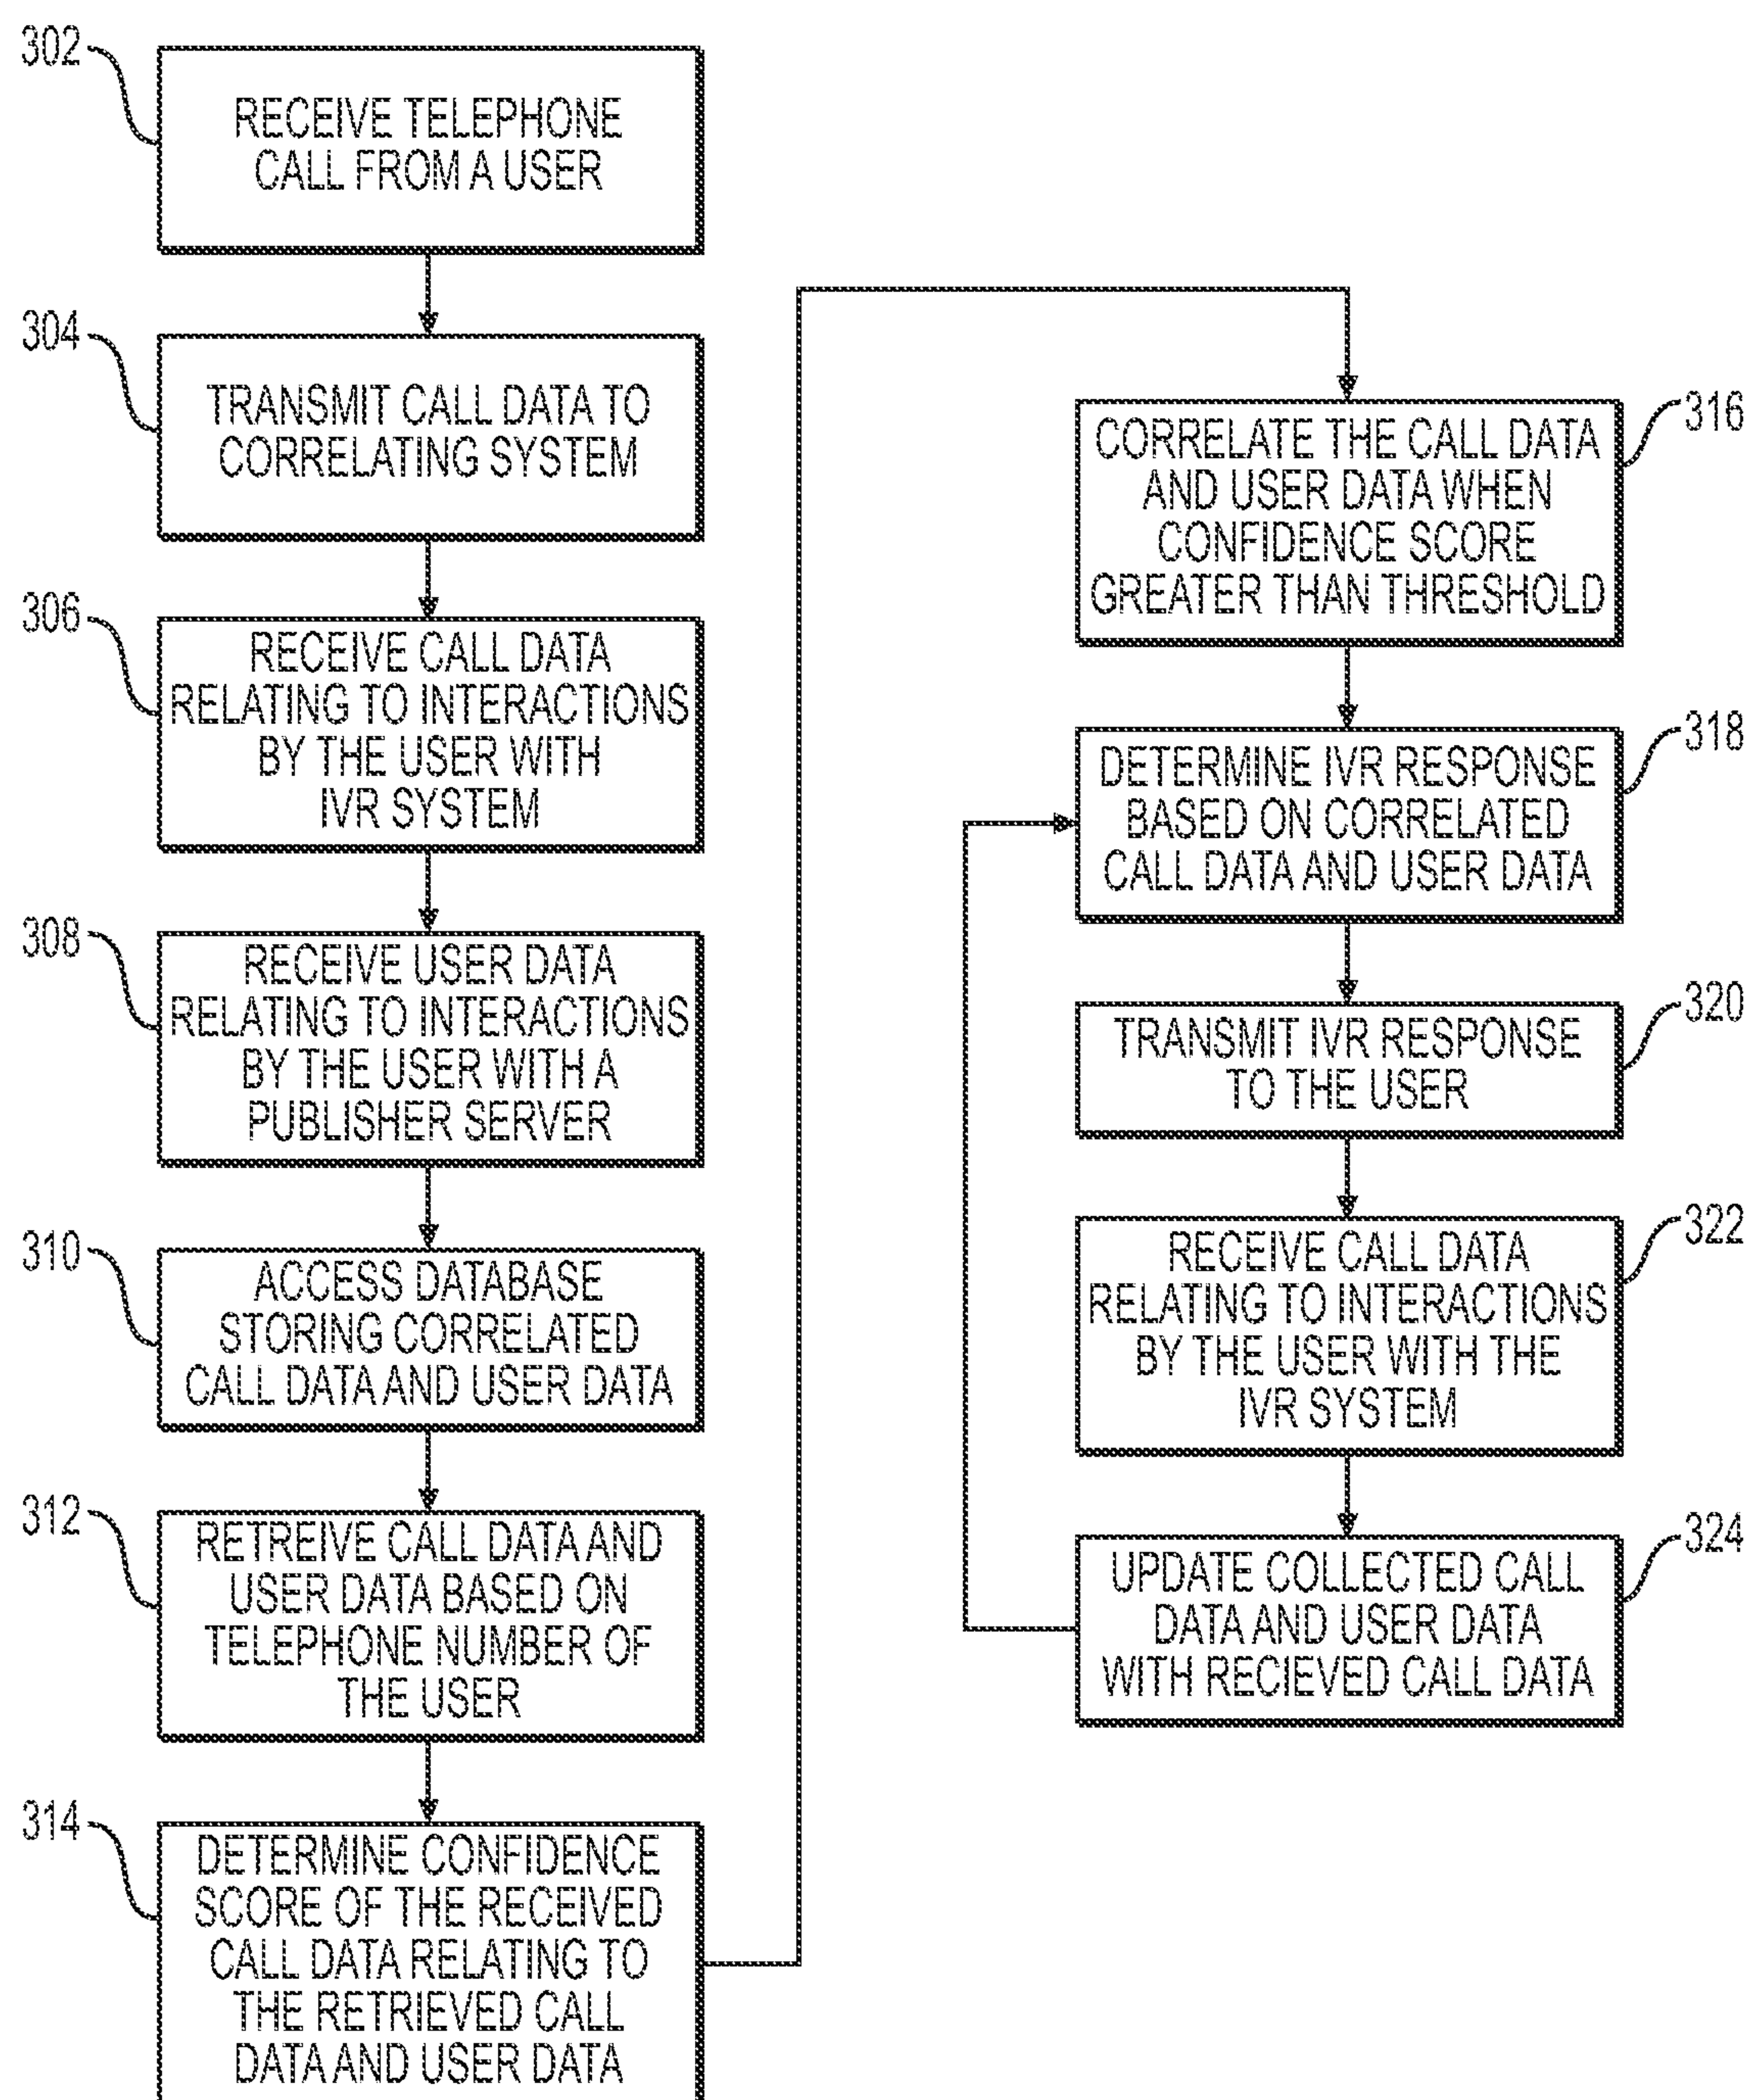 302
RECEIVE TELEPHONE
CALL FROM A USER
304
TRANSMIT CALL DATA TO
CORRELATING SYSTEM
306
RECEIVE CALL DATA
RELATING TO INTERACTIONS
BY THE USER WITH
IVR SYSTEM
308
RECEIVE USER DATA
RELATING TO INTERACTIONS
BY THE USER WITH A
PUBLISHER SERVER
310
ACCESS DATABASE
STORING CORRELATED
CALL DATA AND USER DATA
312
RETREIVE CALL DATA AND
USER DATA BASED ON
TELEPHONE NUMBER OF
THE USER
314
DETERMINE CONFIDENCE
SCORE OF THE RECEIVED
CALL DATA RELATING TO
THE RETRIEVED CALL
DATA AND USER DATA
316
CORRELATE THE CALL DATA
AND USER DATA WHEN
CONFIDENCE SCORE
GREATER THAN THRESHOLD
318
DETERMINE IVR RESPONSE
BASED ON CORRELATED
CALL DATA AND USER DATA
320
TRANSMIT IVR RESPONSE
TO THE USER
322
RECEIVE CALL DATA
RELATING TO INTERACTIONS
BY THE USER WITH THE
IVR SYSTEM
324
UPDATE COLLECTED CALL
DATA AND USER DATA
WITH RECIEVED CALL DATA